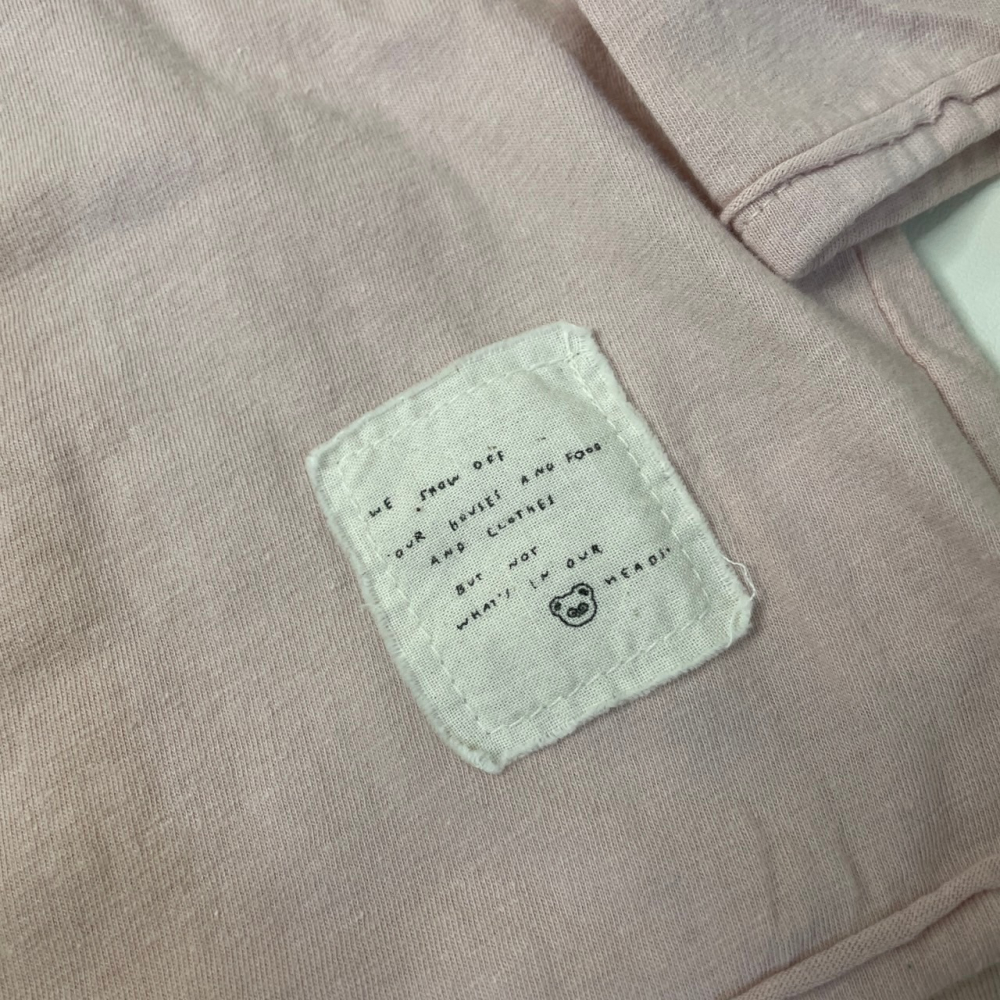 WE SHOW OFF
OUR HOUSES AND FOOD
AND CLOTHES
BUT NOT
WHAT'S IN OUR HEADS.